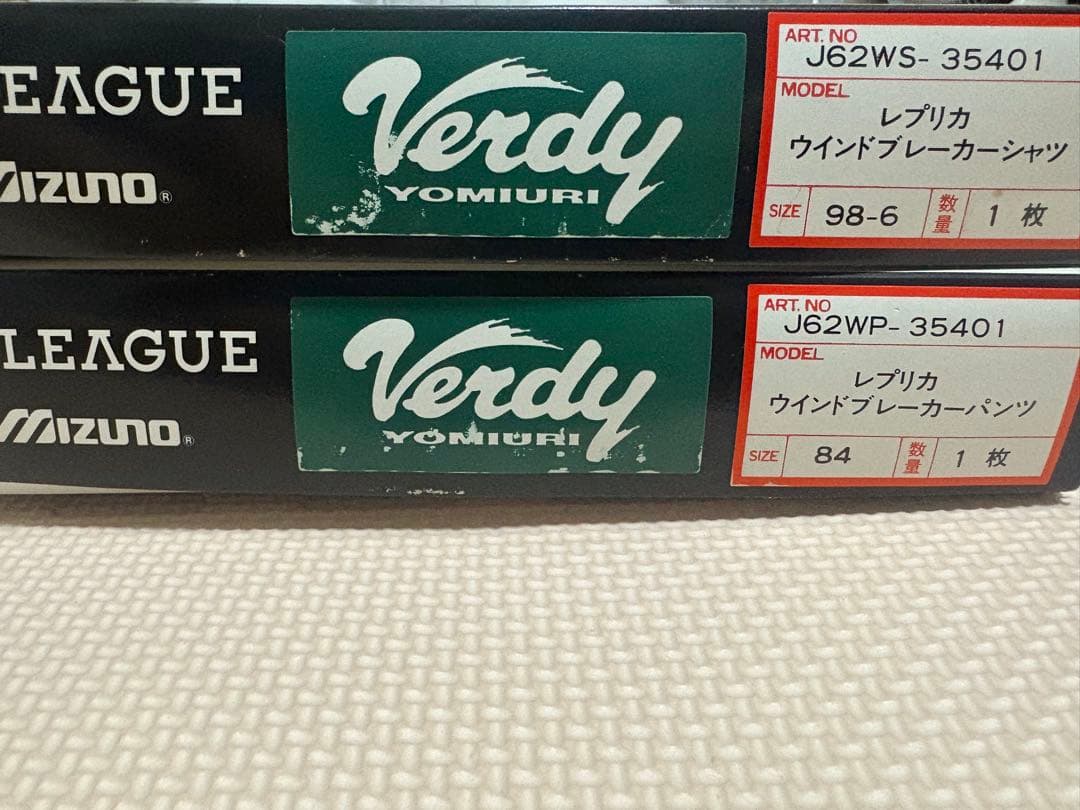 EAGUE
MIZUNO®
Verdy
YOMIURI
ART. NO
J62WS-35401
MODEL
レプリカ
ウインドブレーカーシャツ
SIZE 98-6 数量 1 枚
LEAGUE
MIZUNO®
Verdy
YOMIURI
ART. NO
J62WP-35401
MODEL
レプリカ
ウインドブレーカーパンツ
SIZE 84 数量 1 枚